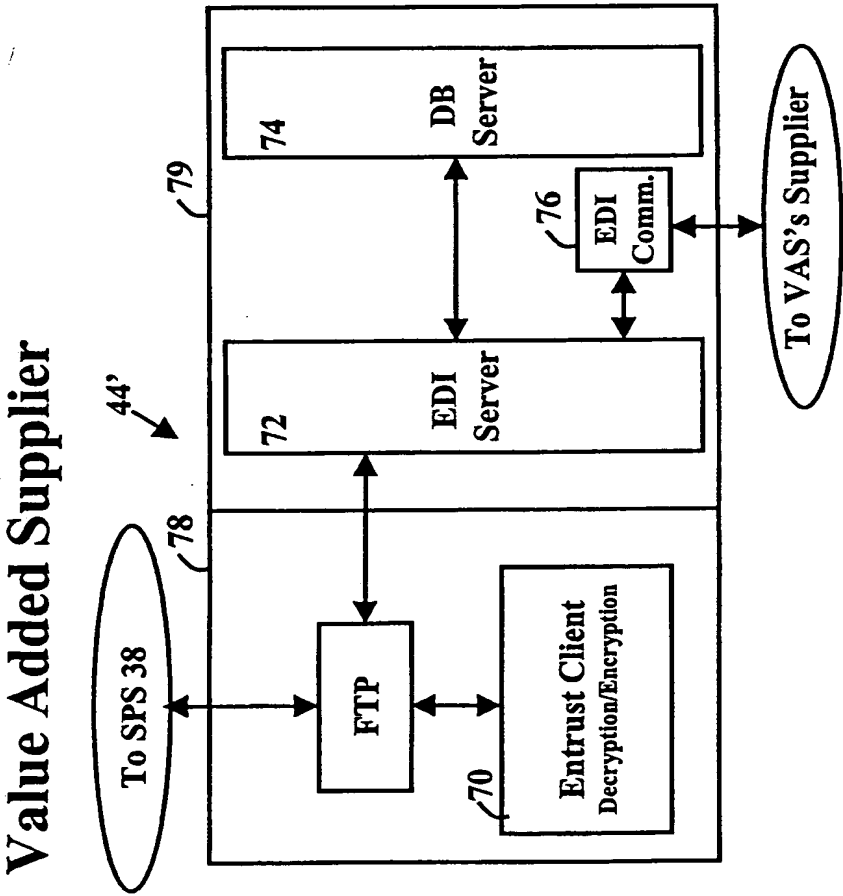 Value Added Supplier
44'
To SPS 38
78
79
FTP
70
Entrust Client
Decryption/Encryption
72
EDI
Server
74
DB
Server
76
EDI
Comm.
To VAS's Supplier